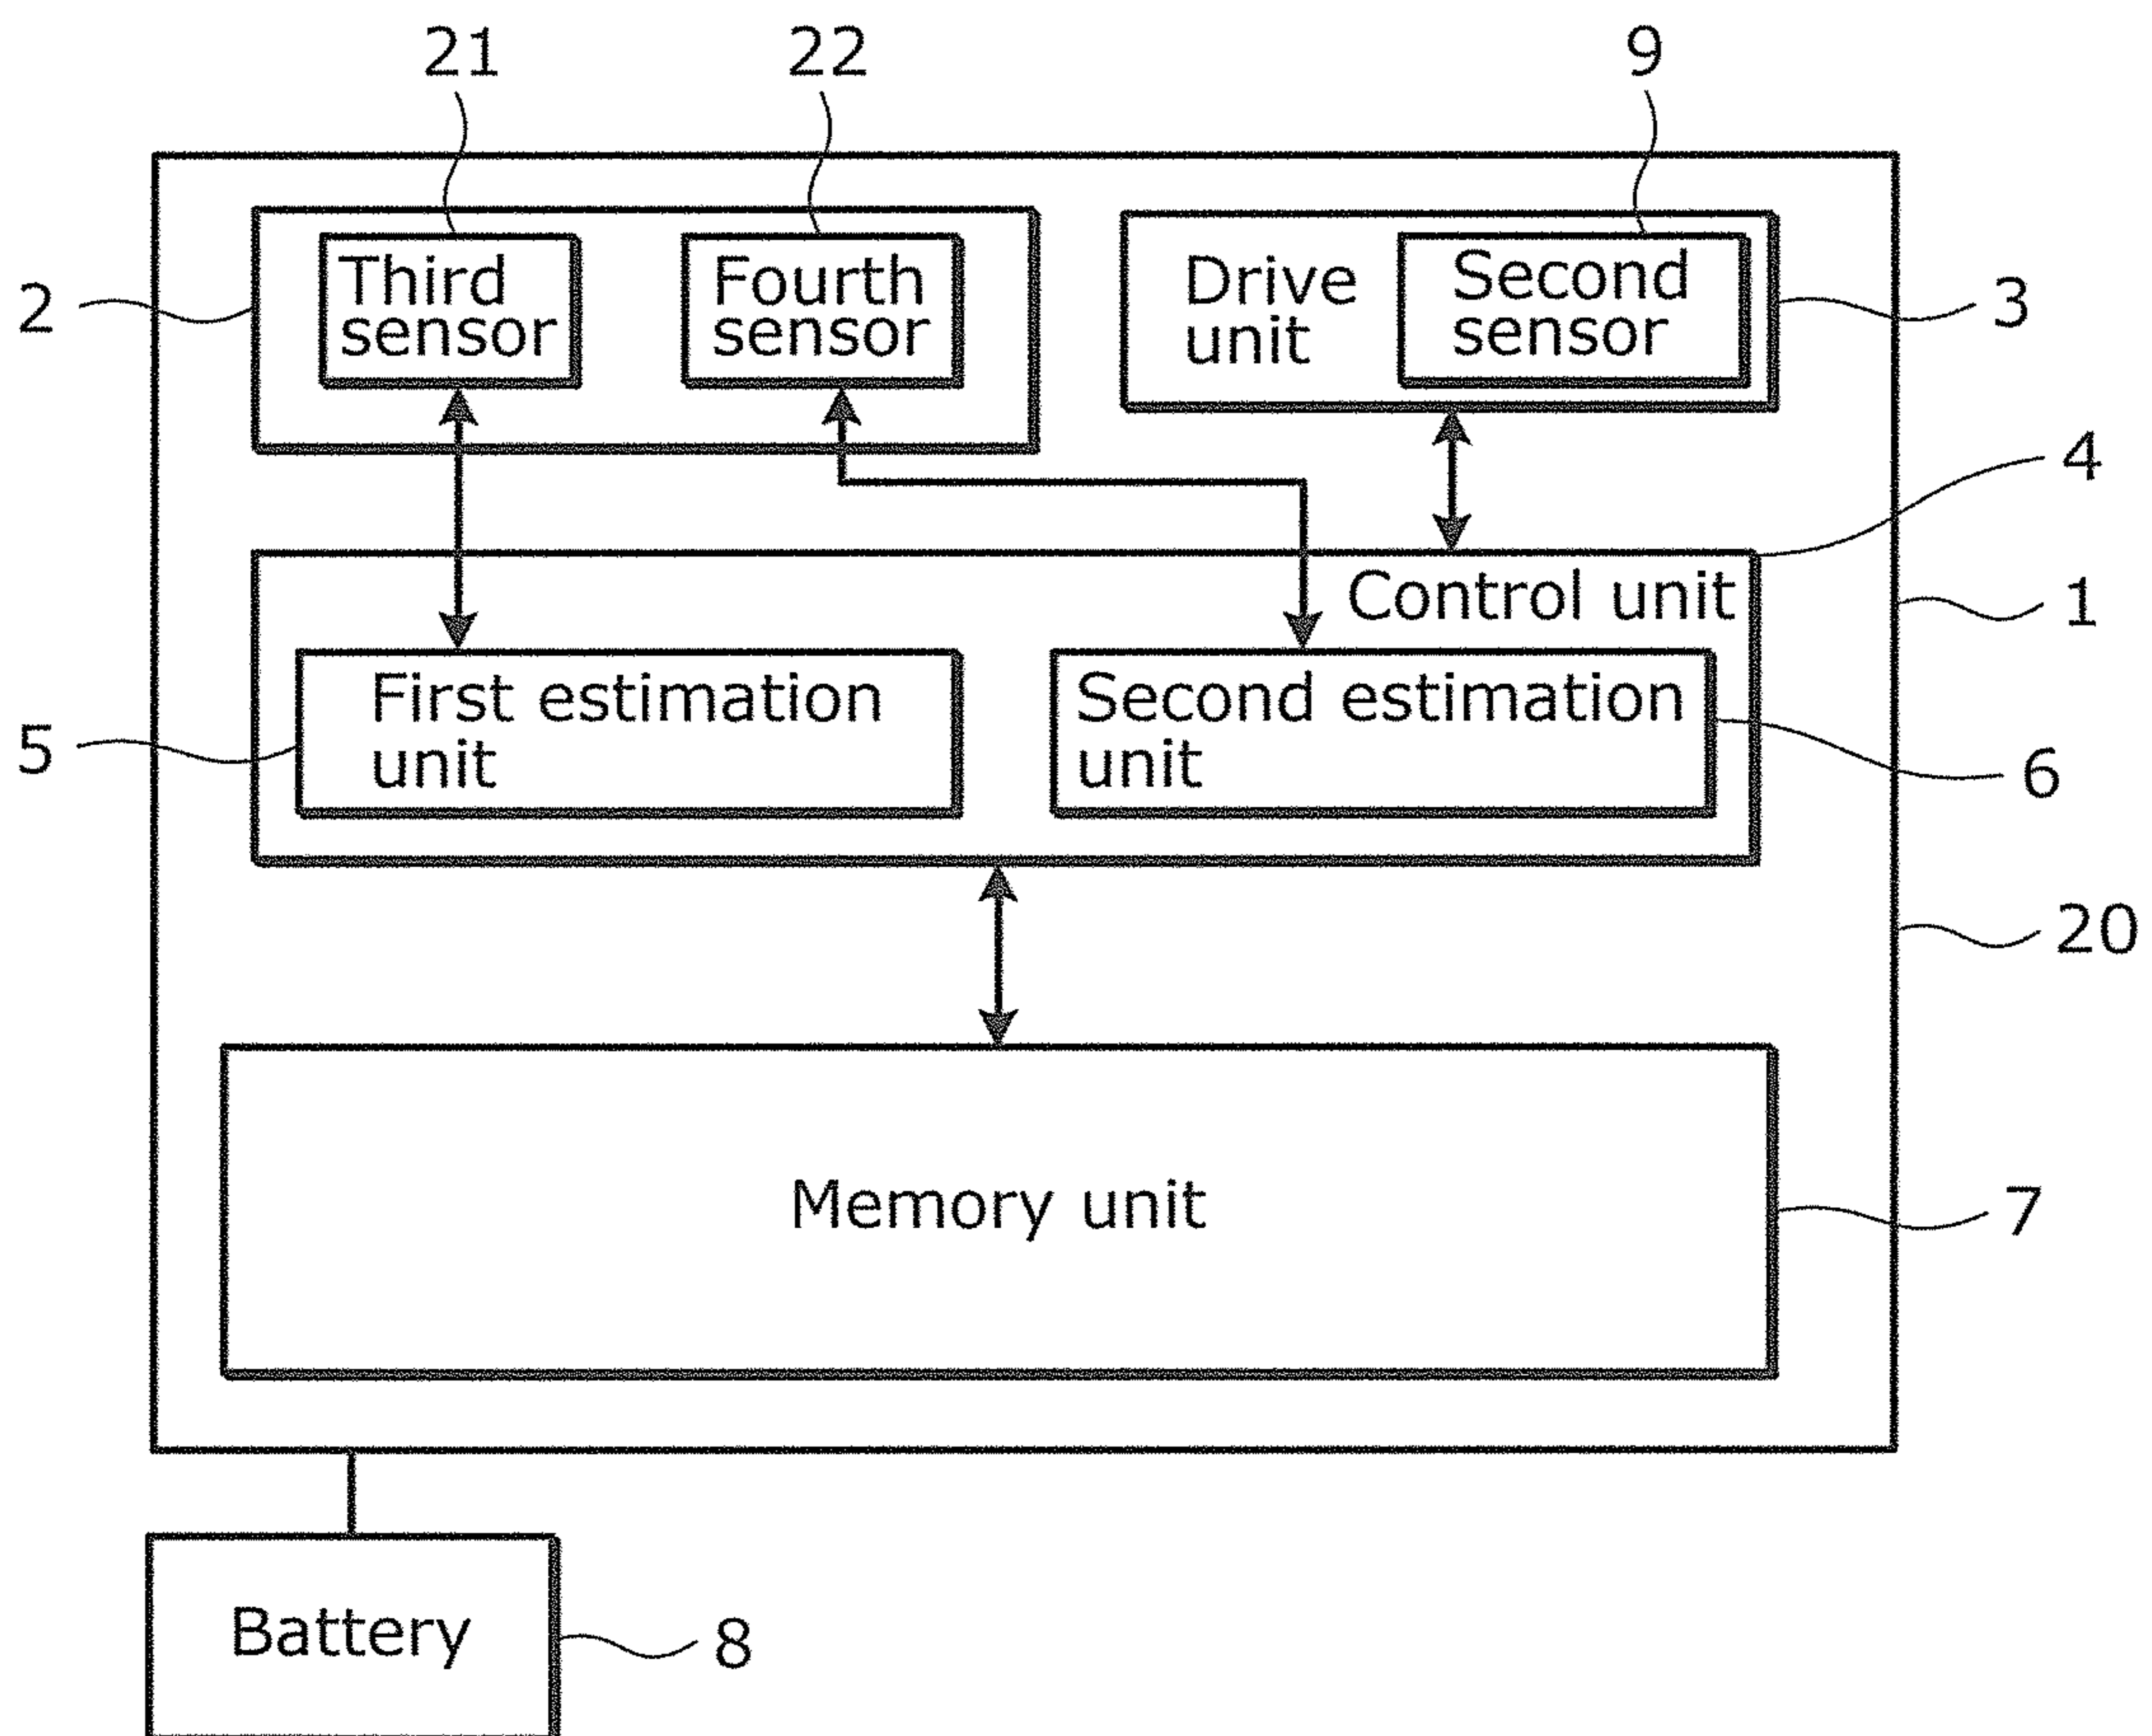 21
22
9
Third
sensor
Fourth
sensor
Drive
unit
Second
sensor
2
3
4
Control unit
1
First estimation
unit
Second estimation
unit
5
6
20
Memory unit
7
Battery
8